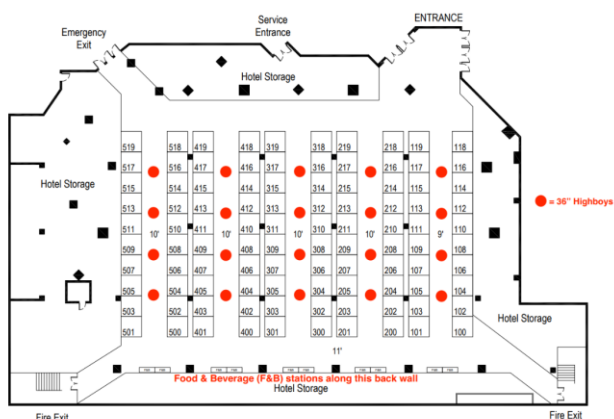 ENTRANCE
Service
Entrance
Emergency
Exit
Hotel Storage
519 518 419 418 319 318 219 218 119 118
517 516 417 416 317 316 217 216 117 116
Hotel Storage
515 514 415 414 315 314 215 214 115 114
= 36" Highboys
513 512 413 412 313 312 213 212 113 112
511 510 411 410 311 310 211 210 111 110
10' 10' 10' 10' 9'
509 508 409 408 309 308 209 208 109 108
507 506 407 406 307 306 207 206 107 106
505 504 405 404 305 304 205 204 105 104
503 502 403 402 303 302 203 202 103 102
Hotel Storage
501 500 401 400 301 300 201 200 101 100
11'
Food & Beverage (F&B) stations along this back wall
Hotel Storage
Fire Exit
Fire Exit